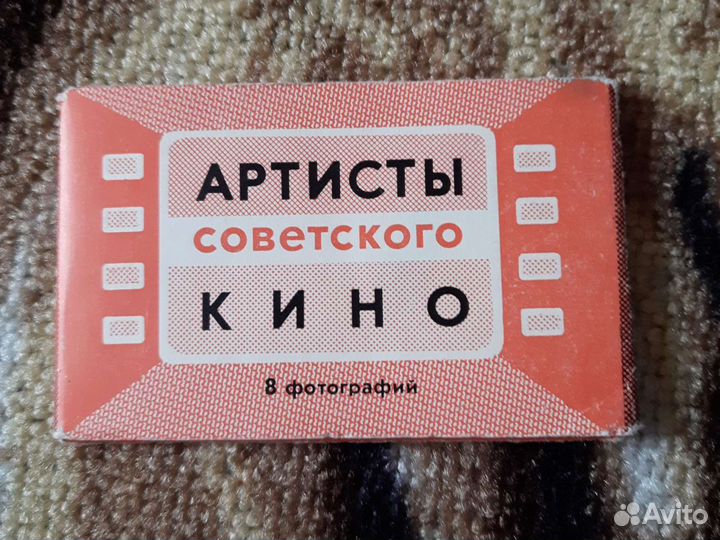 АРТИСТЫ
советского
КИНО
8 фотографий
Avito